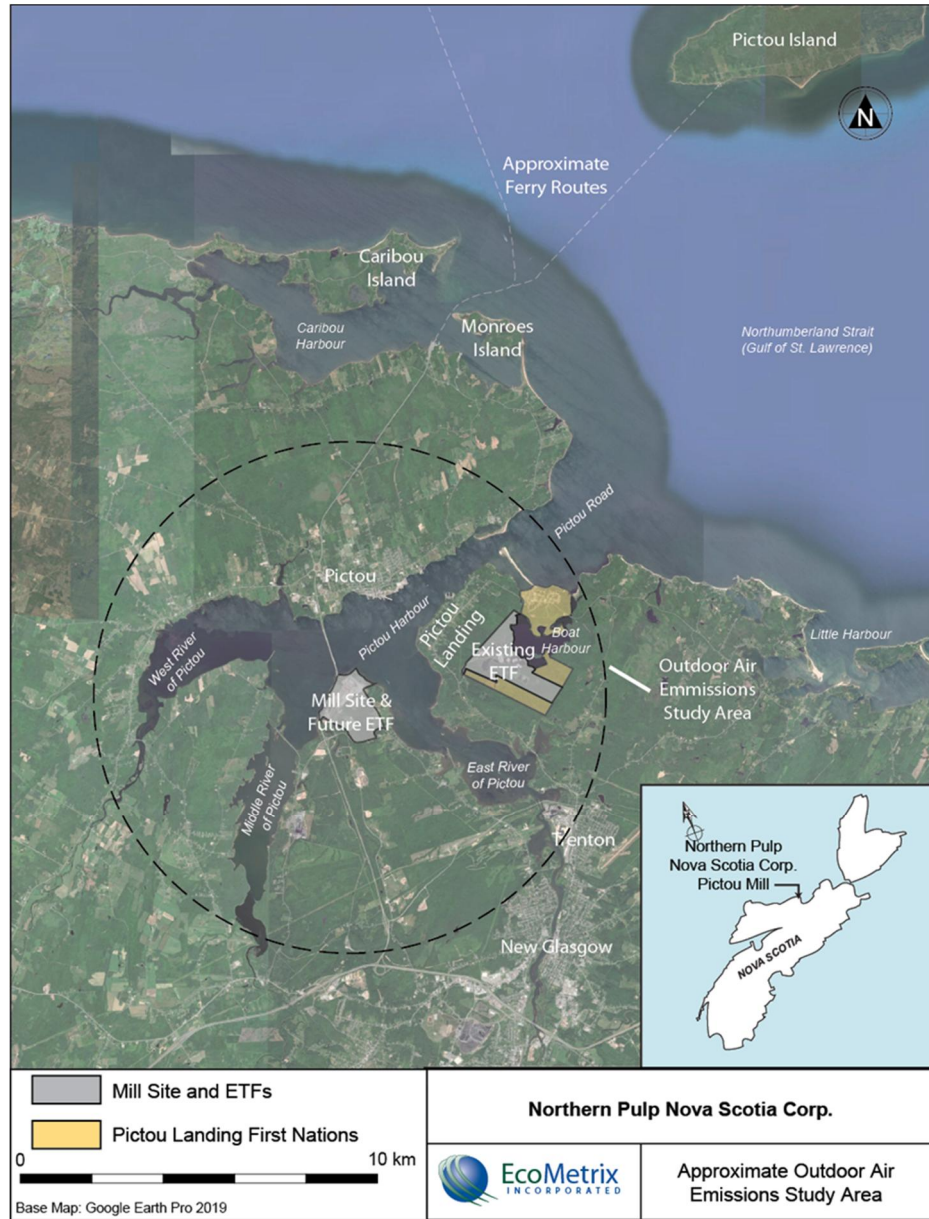 Pictou Island
N
Approximate
Ferry Routes
Caribou
Island
Caribou
Harbour
Monroes
Island
Northumberland Strait
(Gulf of St. Lawrence)
Pictou Road
Pictou
Pictou Harbour
Pictou
Landing
Boat
Harbour
Existing
ETF
Little Harbour
West River
of Pictou
Outdoor Air
Emmissions
Study Area
Mill Site &
Future ETF
Middle River
of Pictou
East River
of Pictou
Trenton
New Glasgow
Northern Pulp
Nova Scotia Corp.
Pictou Mill
NOVA SCOTIA
Mill Site and ETFs
Pictou Landing First Nations
0 10 km
Base Map: Google Earth Pro 2019
Northern Pulp Nova Scotia Corp.
EcoMetrix
INCORPORATED
Approximate Outdoor Air
Emissions Study Area